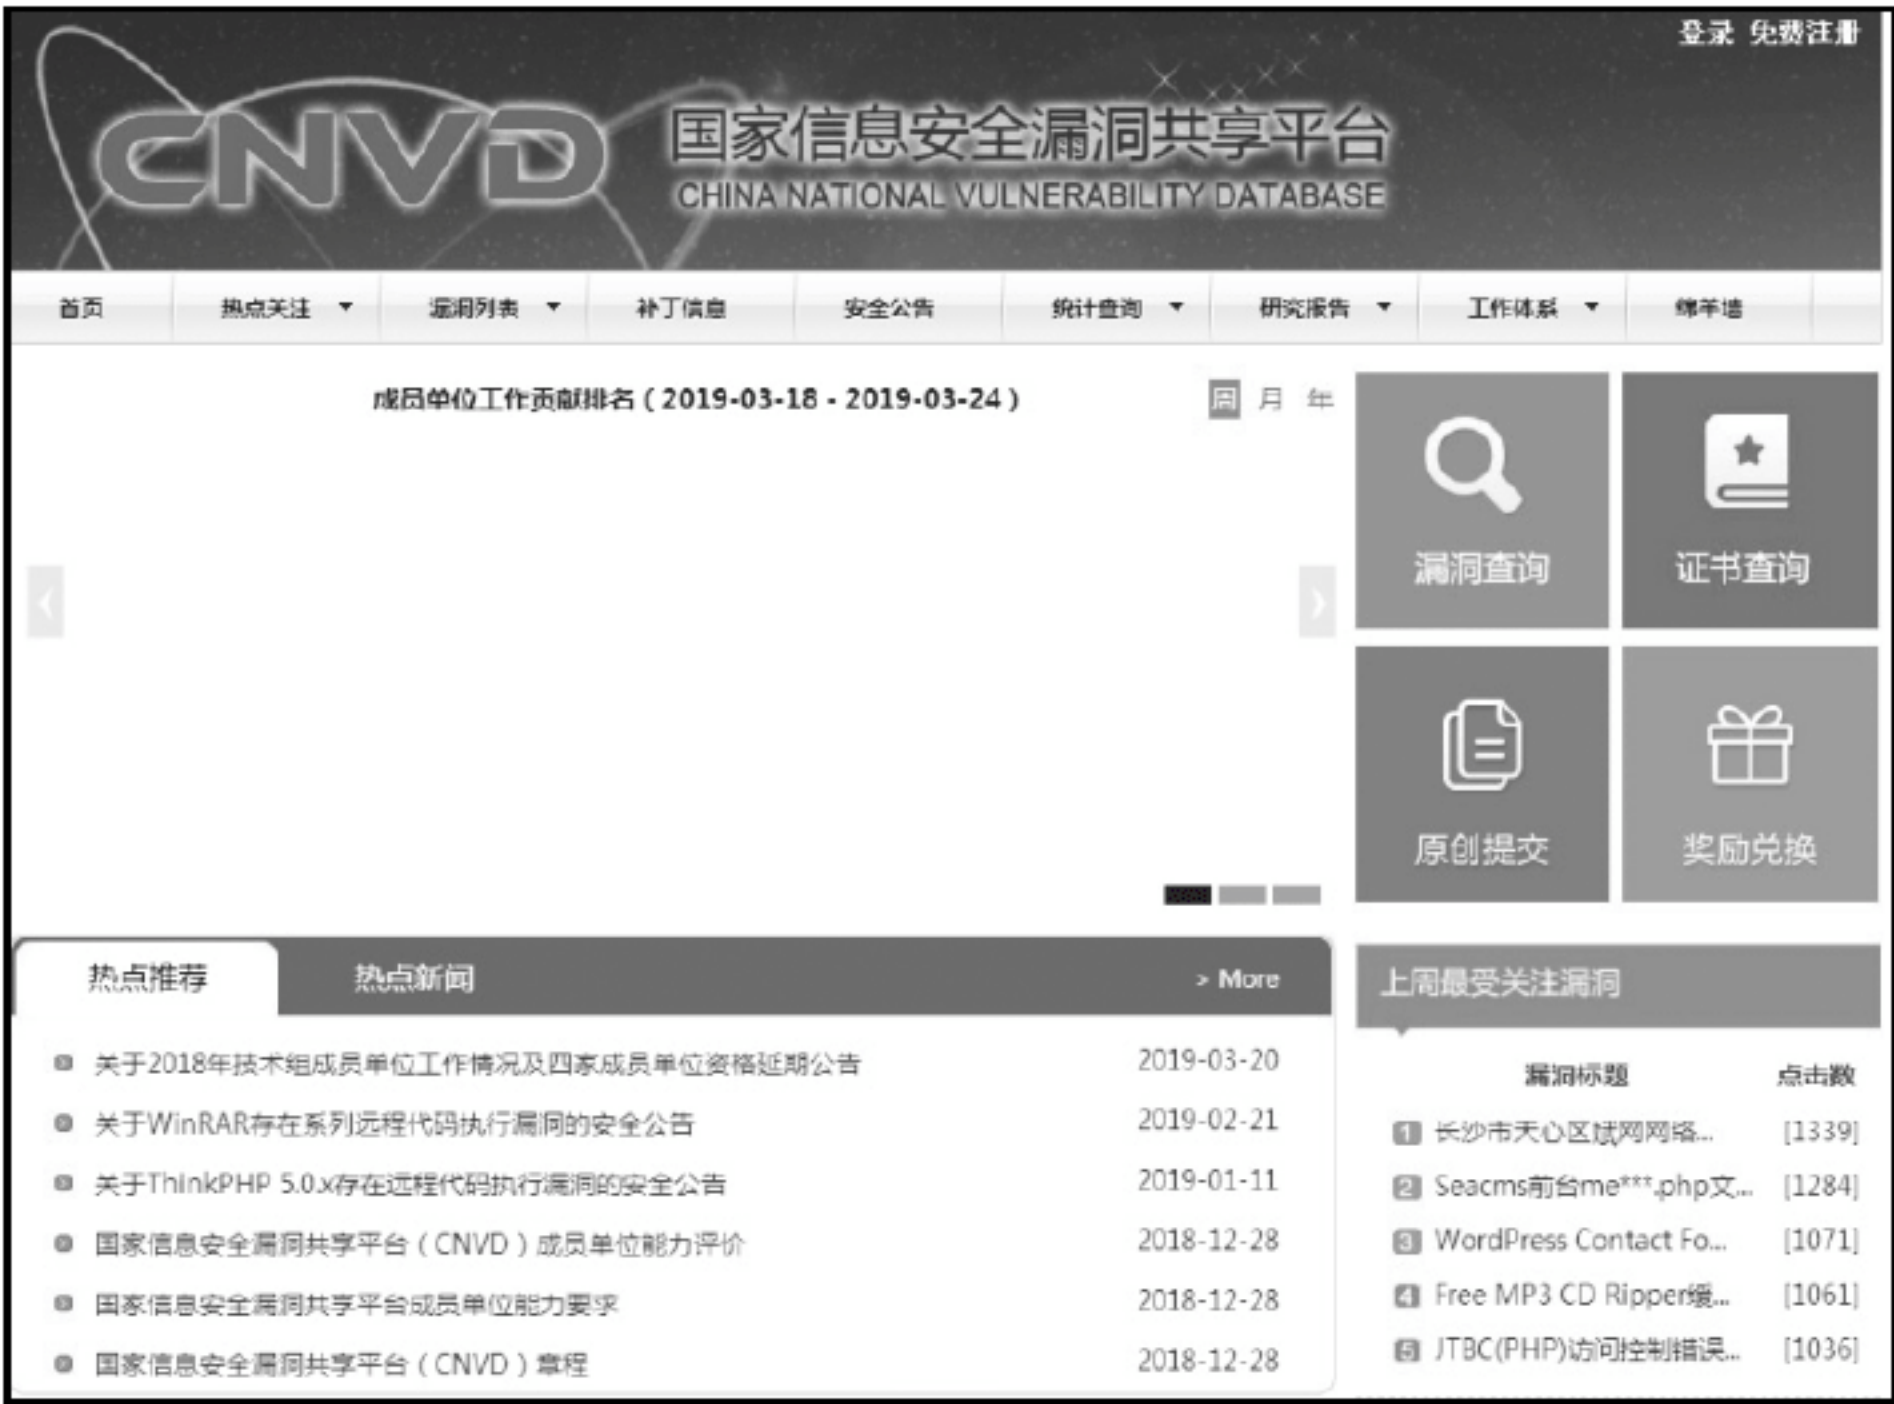 登录 免费注册
CNVD
国家信息安全漏洞共享平台
CHINA NATIONAL VULNERABILITY DATABASE
首页 热点关注 漏洞列表 补丁信息 安全公告 统计查询 研究报告 工作体系 绵羊墙
成员单位工作贡献排名 ( 2019-03-18 - 2019-03-24 ) 周 月 年
漏洞查询 证书查询
原创提交 奖励兑换
热点推荐 热点新闻 > More
关于2018年技术组成员单位工作情况及四家成员单位资格延期公告 2019-03-20
关于WinRAR存在系列远程代码执行漏洞的安全公告 2019-02-21
关于ThinkPHP 5.0.x存在远程代码执行漏洞的安全公告 2019-01-11
国家信息安全漏洞共享平台 ( CNVD ) 成员单位能力评价 2018-12-28
国家信息安全漏洞共享平台成员单位能力要求 2018-12-28
国家信息安全漏洞共享平台 ( CNVD ) 章程 2018-12-28
上周最受关注漏洞
漏洞标题 点击数
1 长沙市天心区斌网网络... [1339]
2 Seacms前台me***.php文... [1284]
3 WordPress Contact Fo... [1071]
4 Free MP3 CD Ripper缓... [1061]
5 JTBC(PHP)访问控制错误... [1036]